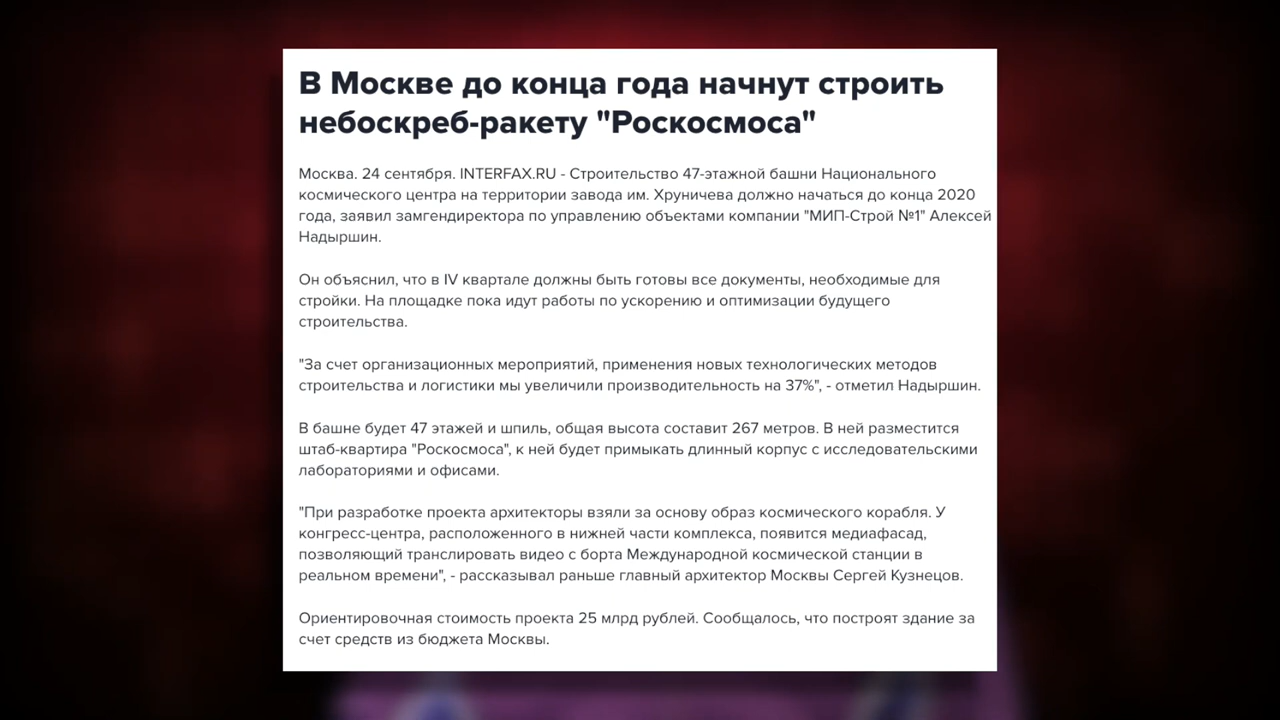 В Москве до конца года начнут строить
небоскреб-ракету "Роскосмоса"
Москва. 24 сентября. INTERFAX.RU - Строительство 47-этажной башни Национального
космического центра на территории завода им. Хруничева должно начаться до конца 2020
года, заявил замгендиректора по управлению объектами компании "МИП-Строй №1" Алексей
Надыршин.
Он объяснил, что в IV квартале должны быть готовы все документы, необходимые для
стройки. На площадке пока идут работы по ускорению и оптимизации будущего
строительства.
"За счет организационных мероприятий, применения новых технологических методов
строительства и логистики мы увеличили производительность на 37%", - отметил Надыршин.
В башне будет 47 этажей и шпиль, общая высота составит 267 метров. В ней разместится
штаб-квартира "Роскосмоса", к ней будет примыкать длинный корпус с исследовательскими
лабораториями и офисами.
"При разработке проекта архитекторы взяли за основу образ космического корабля. У
конгресс-центра, расположенного в нижней части комплекса, появится медиафасад,
позволяющий транслировать видео с борта Международной космической станции в
реальном времени", - рассказывал раньше главный архитектор Москвы Сергей Кузнецов.
Ориентировочная стоимость проекта 25 млрд рублей. Сообщалось, что построят здание за
счет средств из бюджета Москвы.